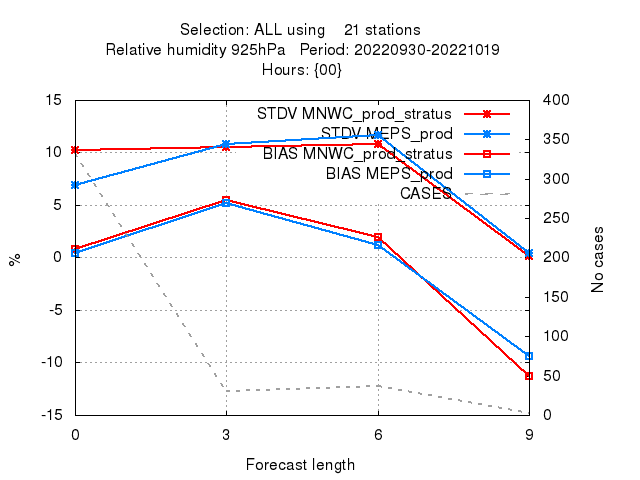 Selection: ALL using 21 stations
Relative humidity 925hPa Period: 20220930-20221019
Hours: {00}
STDV MNWC_prod_stratus
STDV MEPS_prod
BIAS MNWC_prod_stratus
BIAS MEPS_prod
CASES
15
10
5
0
-5
-10
-15
%
400
350
300
250
200
150
100
50
0
No cases
0 3 6 9
Forecast length